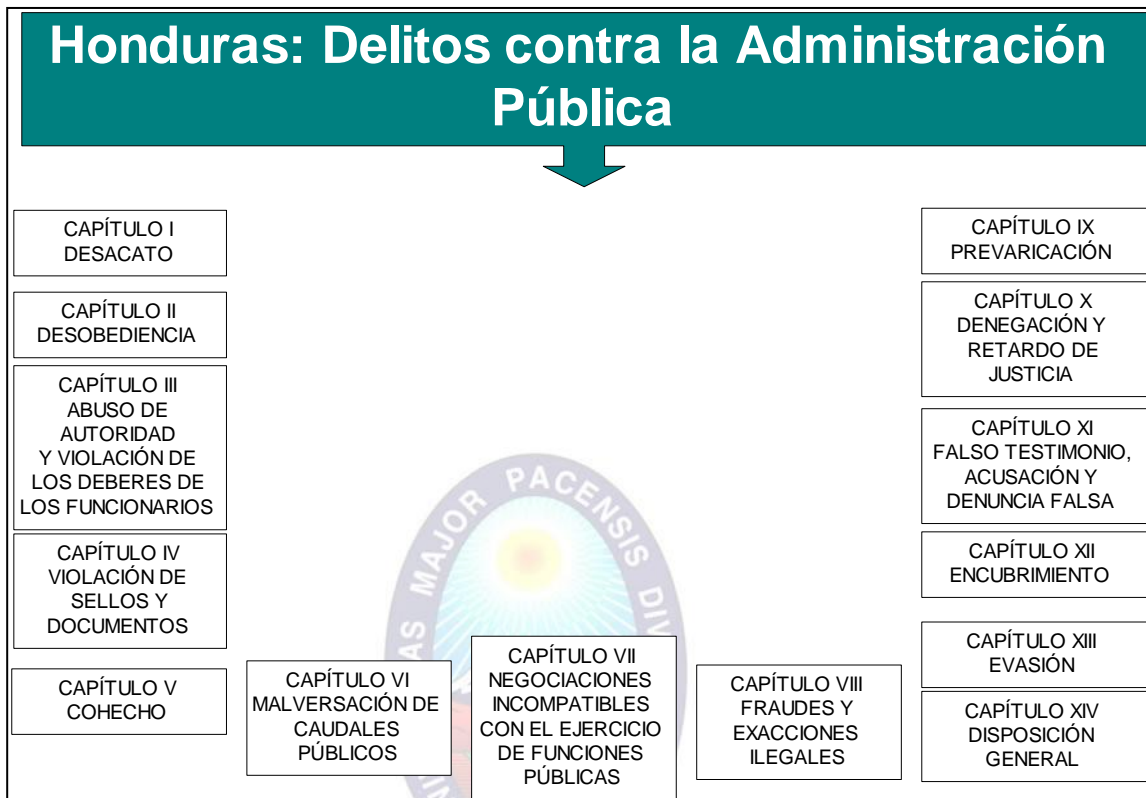 Honduras: Delitos contra la Administración
Pública
CAPÍTULO I
DESACATO
CAPÍTULO II
DESOBEDIENCIA
CAPÍTULO III
ABUSO DE
AUTORIDAD
Y VIOLACIÓN DE
LOS DEBERES DE
LOS FUNCIONARIOS
CAPÍTULO IV
VIOLACIÓN DE
SELLOS Y
DOCUMENTOS
CAPÍTULO V
COHECHO
CAPÍTULO VI
MALVERSACIÓN DE
CAUDALES
PÚBLICOS
CAPÍTULO VII
NEGOCIACIONES
INCOMPATIBLES
CON EL EJERCICIO
DE FUNCIONES
PÚBLICAS
CAPÍTULO VIII
FRAUDES Y
EXACCIONES
ILEGALES
CAPÍTULO IX
PREVARICACIÓN
CAPÍTULO X
DENEGACIÓN Y
RETARDO DE
JUSTICIA
CAPÍTULO XI
FALSO TESTIMONIO,
ACUSACIÓN Y
DENUNCIA FALSA
CAPÍTULO XII
ENCUBRIMIENTO
CAPÍTULO XIII
EVASIÓN
CAPÍTULO XIV
DISPOSICIÓN
GENERAL
MAJOR PACENSIS